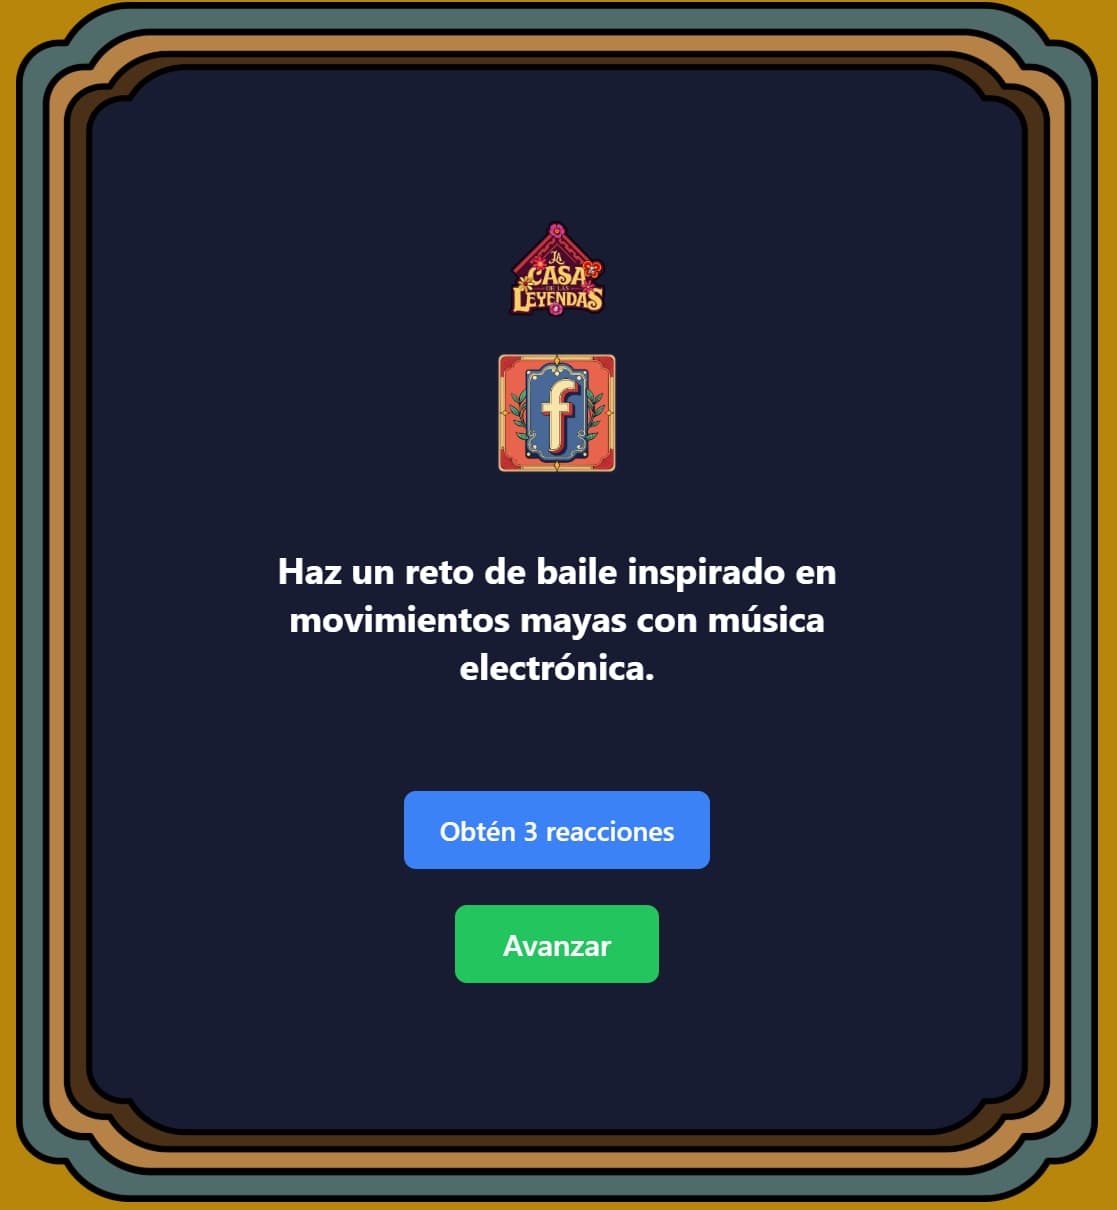 LA
CASA
DE LAS
LEYENDAS
f
Haz un reto de baile inspirado en
movimientos mayas con música
electrónica.
Obtén 3 reacciones
Avanzar